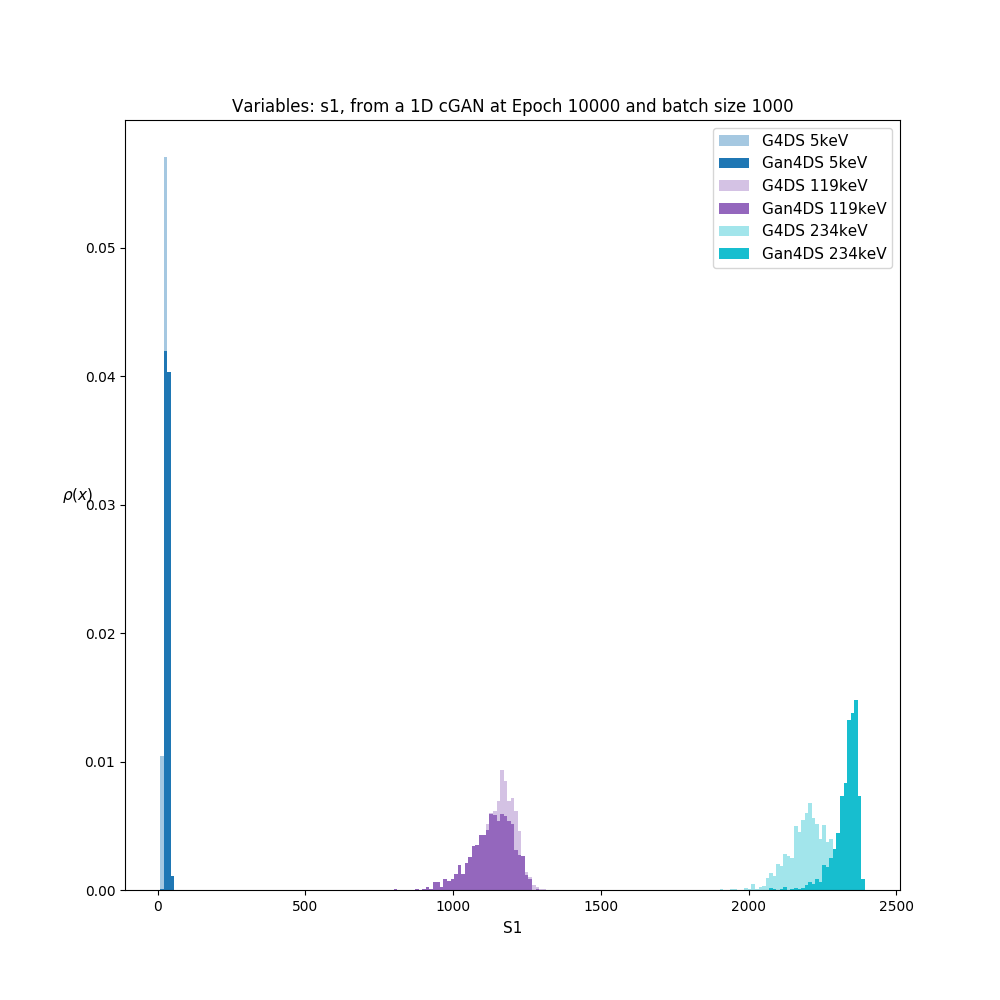 Variables: s1, from a 1D cGAN at Epoch 10000 and batch size 1000
G4DS 5keV
Gan4DS 5keV
G4DS 119keV
Gan4DS 119keV
G4DS 234keV
Gan4DS 234keV
0.05
0.04
ρ(x)
0.03
0.02
0.01
0.00
0
500
1000
1500
2000
2500
S1